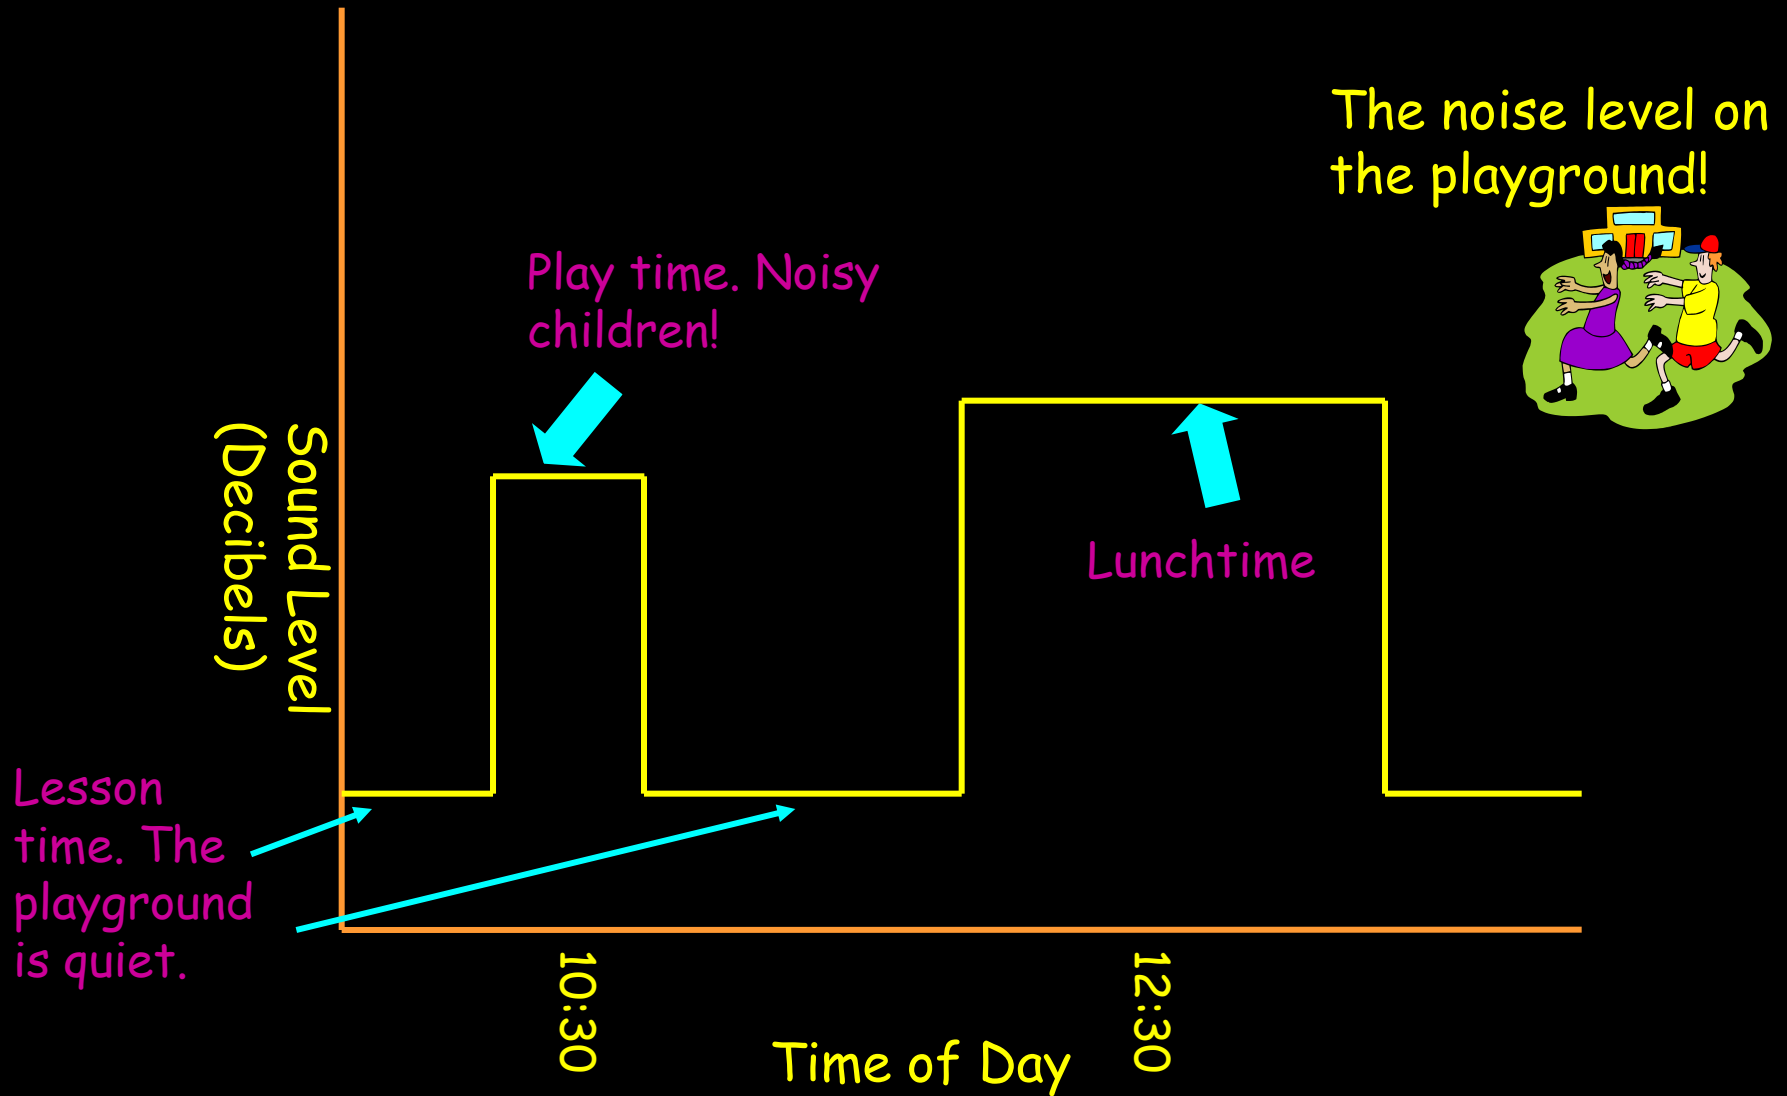 The noise level on
the playground!
Play time. Noisy
children!
Sound Level
(Decibels)
Lunchtime
Lesson
time. The
playground
is quiet.
10:30
12:30
Time of Day